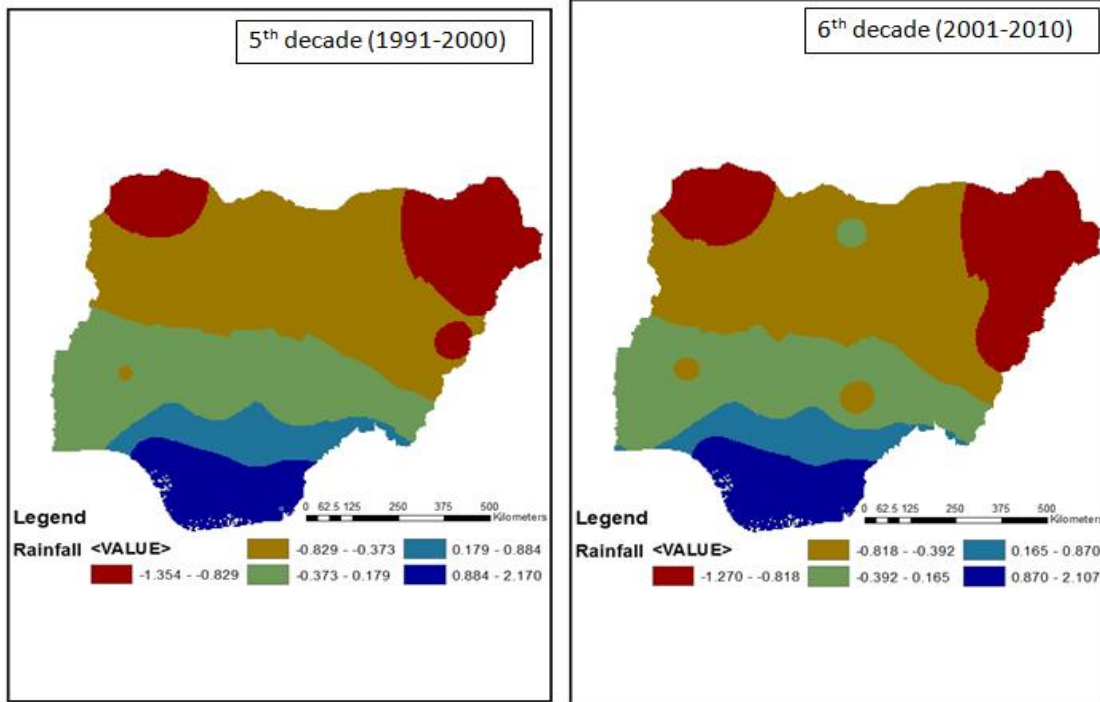 5th decade (1991-2000)
0 62.5 125 250 375 500
Kilometers
Legend
Rainfall <VALUE>
-1.354 - -0.829
-0.829 - -0.373
-0.373 - 0.179
0.179 - 0.884
0.884 - 2.170
6th decade (2001-2010)
0 62.5 125 250 375 500
Kilometers
Legend
Rainfall <VALUE>
-1.270 - -0.818
-0.818 - -0.392
-0.392 - 0.165
0.165 - 0.870
0.870 - 2.107